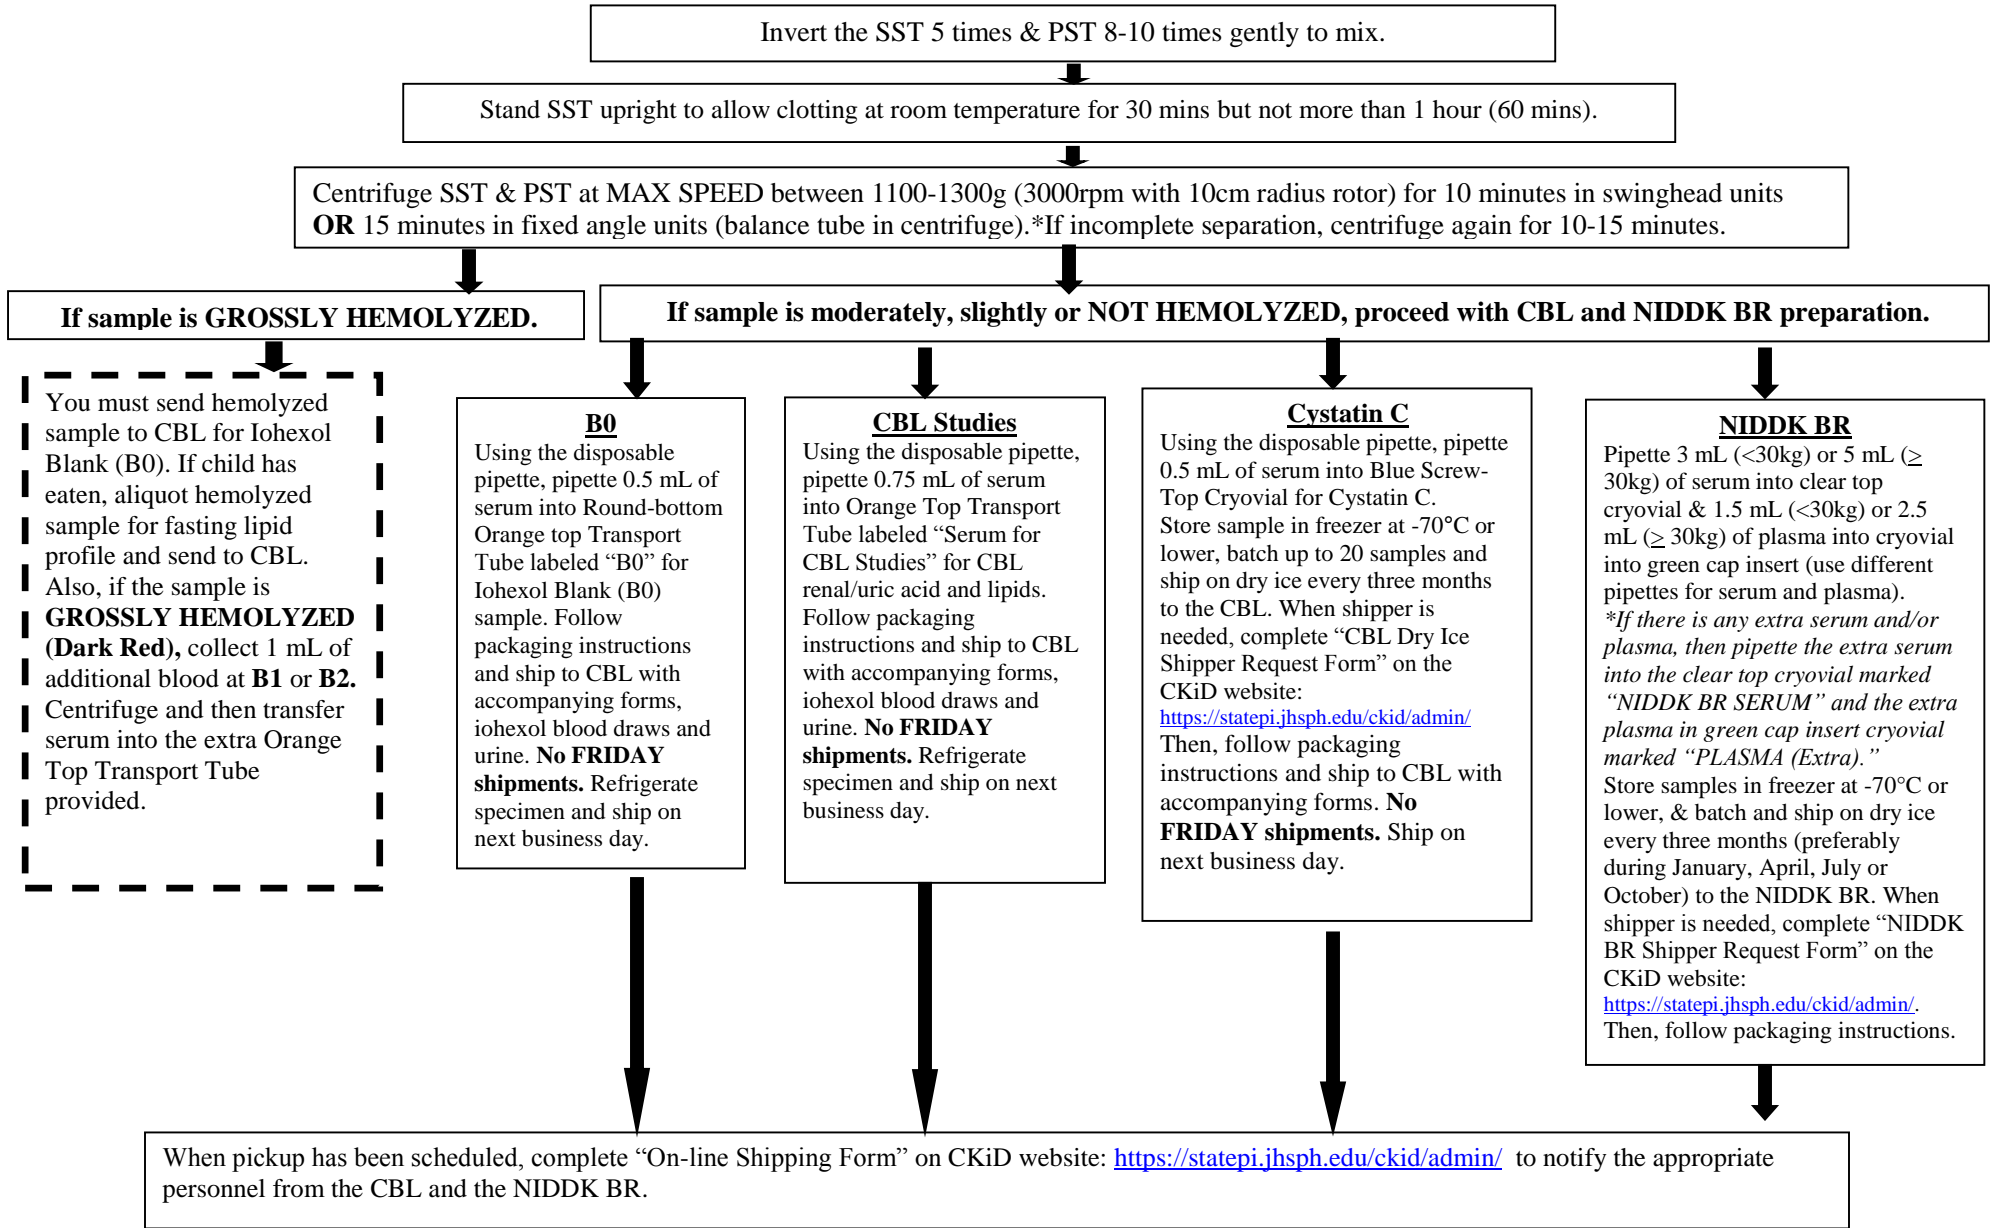 Invert the SST 5 times & PST 8-10 times gently to mix.
Stand SST upright to allow clotting at room temperature for 30 mins but not more than 1 hour (60 mins).
Centrifuge SST & PST at MAX SPEED between 1100-1300g (3000rpm with 10cm radius rotor) for 10 minutes in swinghead units
OR 15 minutes in fixed angle units (balance tube in centrifuge).*If incomplete separation, centrifuge again for 10-15 minutes.
If sample is GROSSLY HEMOLYZED.
If sample is moderately, slightly or NOT HEMOLYZED, proceed with CBL and NIDDK BR preparation.
You must send hemolyzed
sample to CBL for Iohexol
Blank (B0). If child has
eaten, aliquot hemolyzed
sample for fasting lipid
profile and send to CBL.
Also, if the sample is
GROSSLY HEMOLYZED
(Dark Red), collect 1 mL of
additional blood at B1 or B2.
Centrifuge and then transfer
serum into the extra Orange
Top Transport Tube
provided.
B0
Using the disposable
pipette, pipette 0.5 mL of
serum into Round-bottom
Orange top Transport
Tube labeled “B0” for
Iohexol Blank (B0)
sample. Follow
packaging instructions
and ship to CBL with
accompanying forms,
iohexol blood draws and
urine. No FRIDAY
shipments. Refrigerate
specimen and ship on
next business day.
CBL Studies
Using the disposable pipette,
pipette 0.75 mL of serum
into Orange Top Transport
Tube labeled “Serum for
CBL Studies” for CBL
renal/uric acid and lipids.
Follow packaging
instructions and ship to CBL
with accompanying forms,
iohexol blood draws and
urine. No FRIDAY
shipments. Refrigerate
specimen and ship on next
business day.
Cystatin C
Using the disposable pipette, pipette
0.5 mL of serum into Blue Screw-
Top Cryovial for Cystatin C.
Store sample in freezer at -70°C or
lower, batch up to 20 samples and
ship on dry ice every three months
to the CBL. When shipper is
needed, complete “CBL Dry Ice
Shipper Request Form” on the
CKiD website:
https://statepi.jhsph.edu/ckid/admin/
Then, follow packaging
instructions and ship to CBL with
accompanying forms. No
FRIDAY shipments. Ship on
next business day.
NIDDK BR
Pipette 3 mL (<30kg) or 5 mL (≥
30kg) of serum into clear top
cryovial & 1.5 mL (<30kg) or 2.5
mL (≥ 30kg) of plasma into cryovial
into green cap insert (use different
pipettes for serum and plasma).
*If there is any extra serum and/or
plasma, then pipette the extra serum
into the clear top cryovial marked
“NIDDK BR SERUM” and the extra
plasma in green cap insert cryovial
marked “PLASMA (Extra).”
Store samples in freezer at -70°C or
lower, & batch and ship on dry ice
every three months (preferably
during January, April, July or
October) to the NIDDK BR. When
shipper is needed, complete “NIDDK
BR Shipper Request Form” on the
CKiD website:
https://statepi.jhsph.edu/ckid/admin/.
Then, follow packaging instructions.
When pickup has been scheduled, complete “On-line Shipping Form” on CKiD website: https://statepi.jhsph.edu/ckid/admin/ to notify the appropriate
personnel from the CBL and the NIDDK BR.